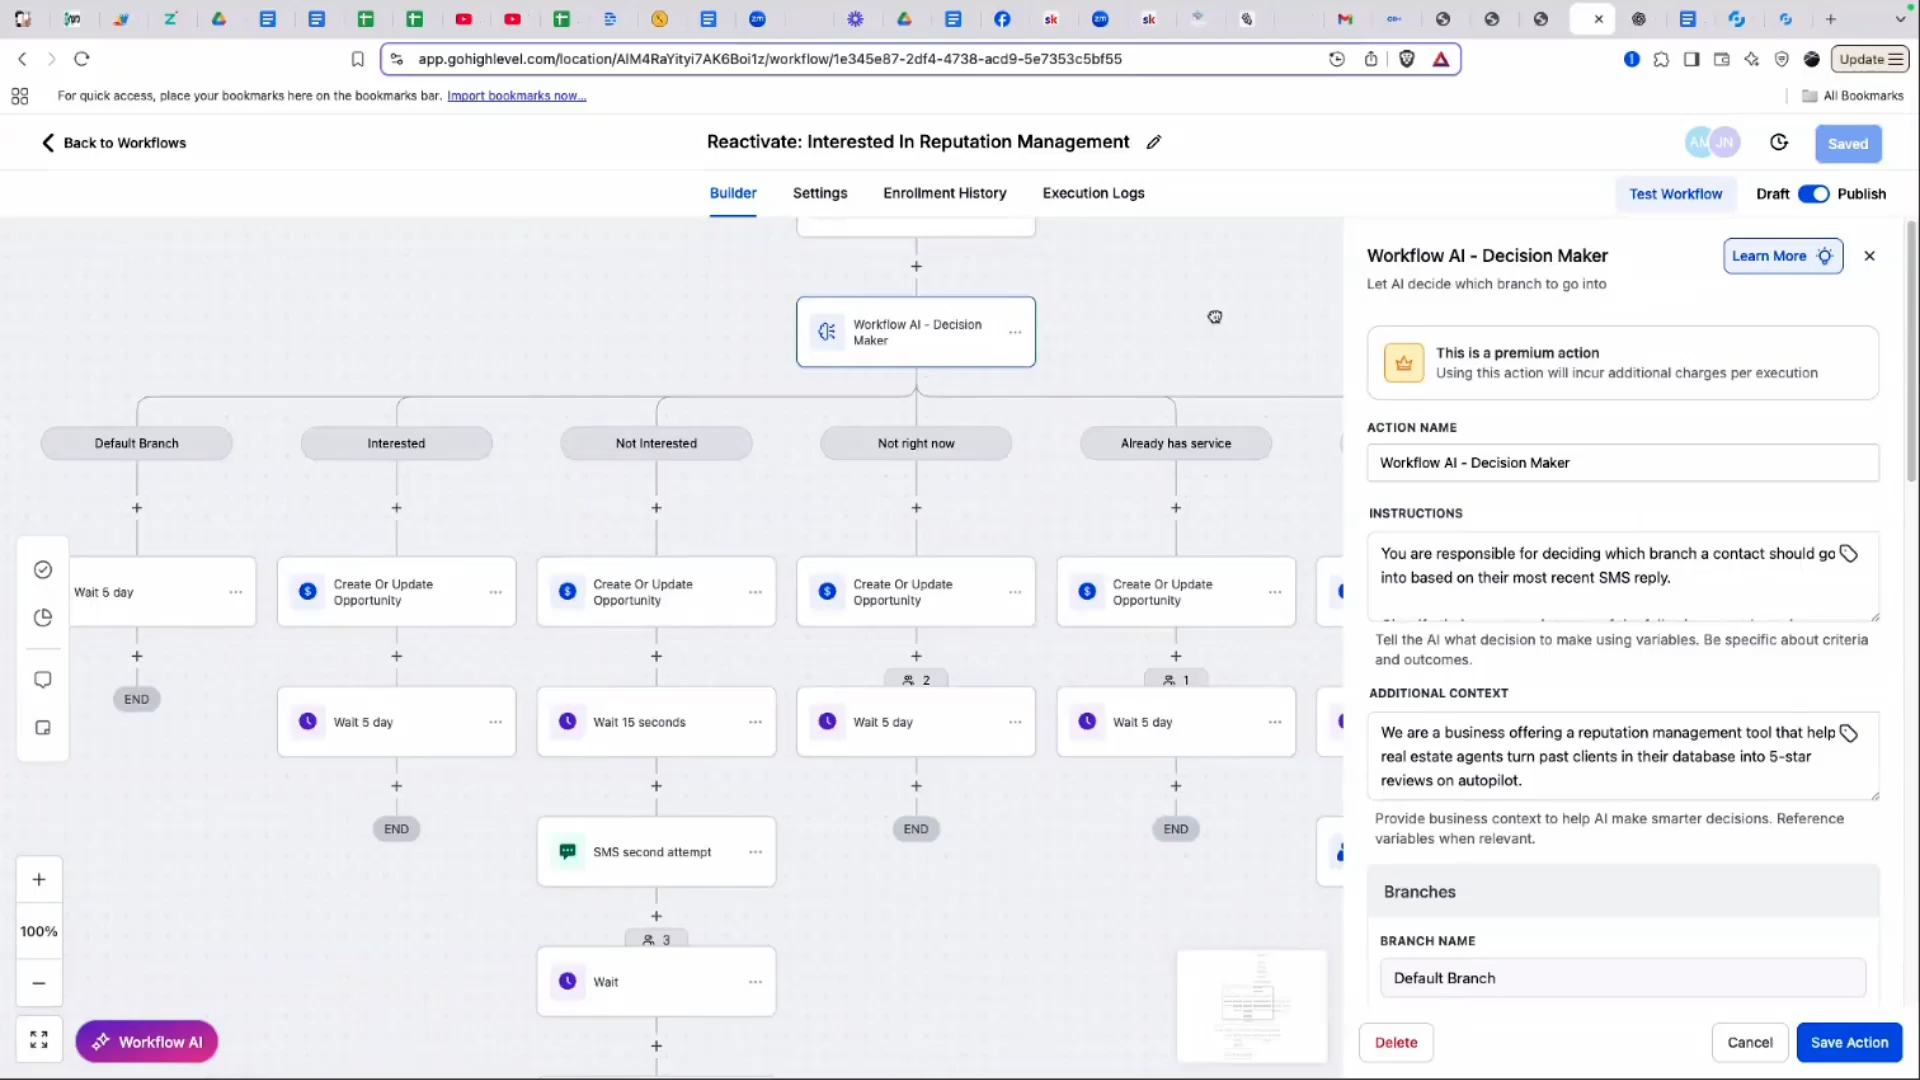 app.gohighlevel.com/location/AIM4RaYityi7AK6Boi1z/workflow/1e345e87-2df4-4738-acd9-5e7353c5bf55
Update
For quick access, place your bookmarks here on the bookmarks bar. Import bookmarks now...
All Bookmarks
Back to Workflows
Reactivate: Interested In Reputation Management
AM
JN
Saved
Builder
Settings
Enrollment History
Execution Logs
Test Workflow
Draft
Publish
Workflow AI - Decision
Maker
Default Branch
Interested
Not Interested
Not right now
Already has service
Wait 5 day
Create Or Update
Opportunity
Create Or Update
Opportunity
Create Or Update
Opportunity
Create Or Update
Opportunity
END
2
1
Wait 5 day
Wait 15 seconds
Wait 5 day
Wait 5 day
END
SMS second attempt
END
END
3
Wait
100%
Workflow AI
Workflow AI - Decision Maker
Learn More
Let AI decide which branch to go into
This is a premium action
Using this action will incur additional charges per execution
ACTION NAME
Workflow AI - Decision Maker
INSTRUCTIONS
You are responsible for deciding which branch a contact should go
into based on their most recent SMS reply.
Tell the AI what decision to make using variables. Be specific about criteria
and outcomes.
ADDITIONAL CONTEXT
We are a business offering a reputation management tool that help
real estate agents turn past clients in their database into 5-star
reviews on autopilot.
Provide business context to help AI make smarter decisions. Reference
variables when relevant.
Branches
BRANCH NAME
Default Branch
Delete
Cancel
Save Action